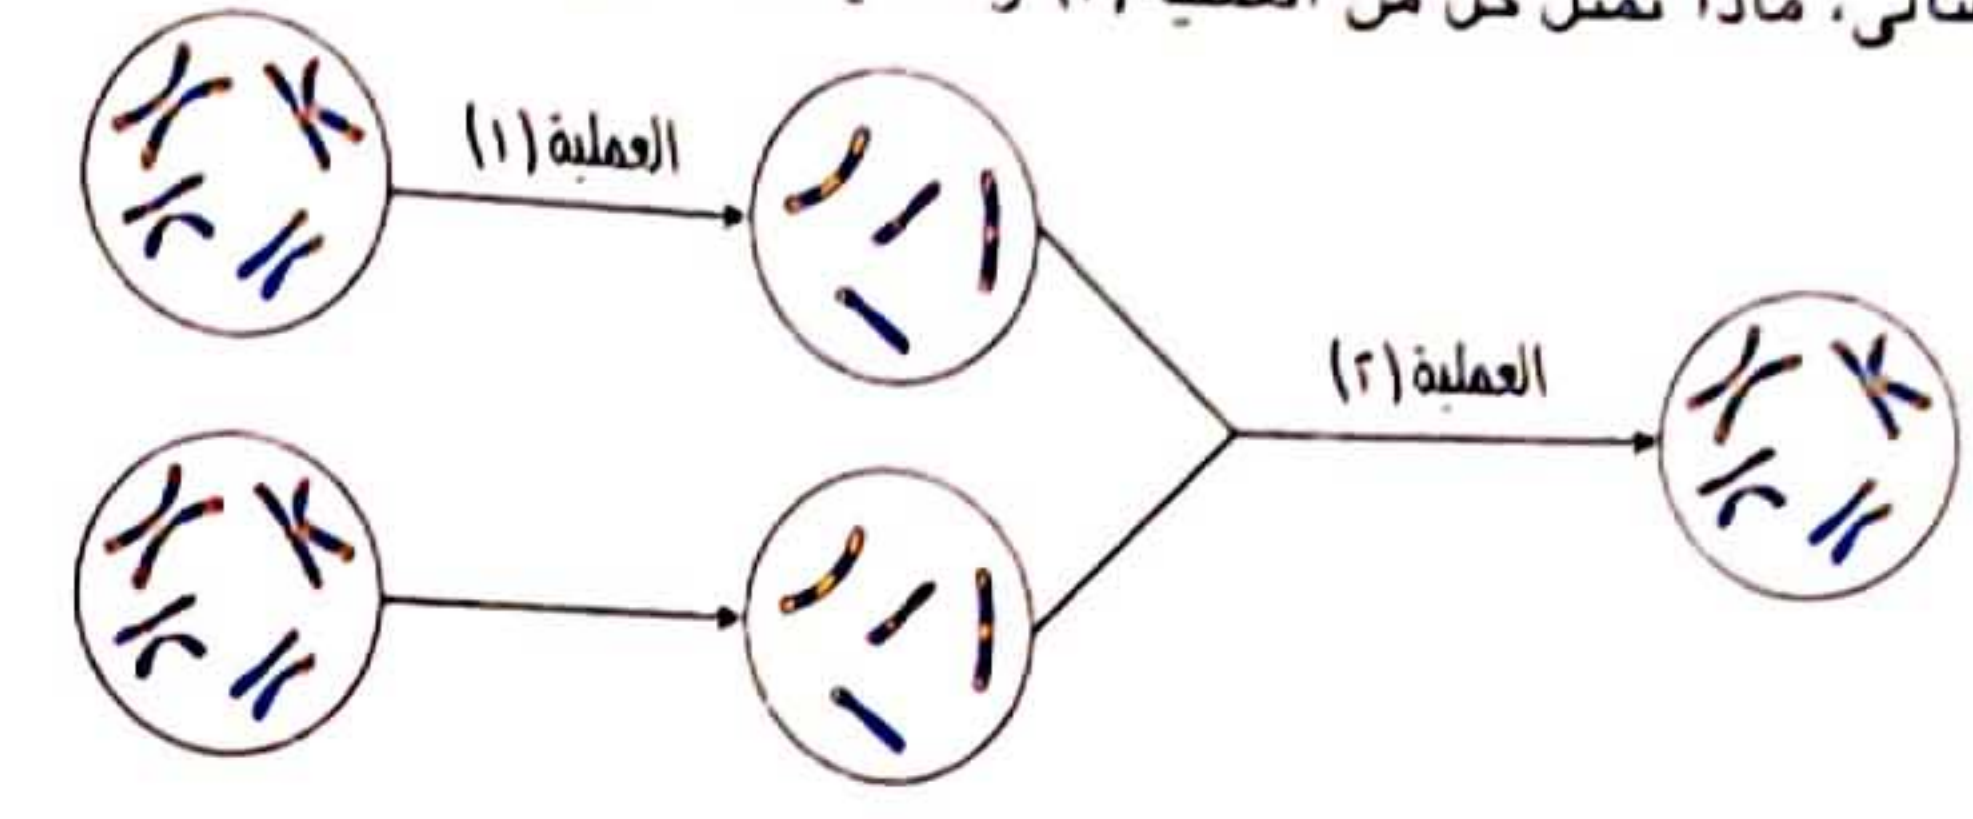 ماذا تمثل كل من
العملية (١)
العملية (٢)